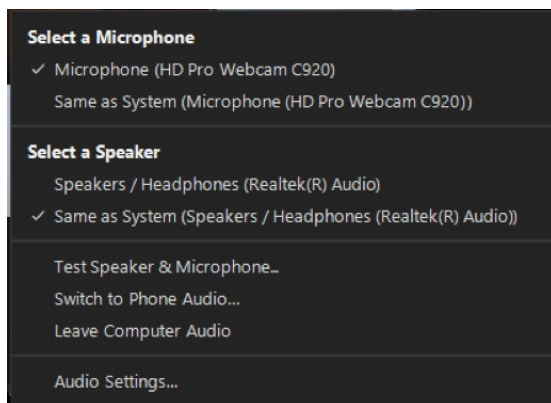 Select a Microphone
✓ Microphone (HD Pro Webcam C920)
Same as System (Microphone (HD Pro Webcam C920))
Select a Speaker
Speakers / Headphones (Realtek(R) Audio)
✓ Same as System (Speakers / Headphones (Realtek(R) Audio))
Test Speaker & Microphone...
Switch to Phone Audio...
Leave Computer Audio
Audio Settings...